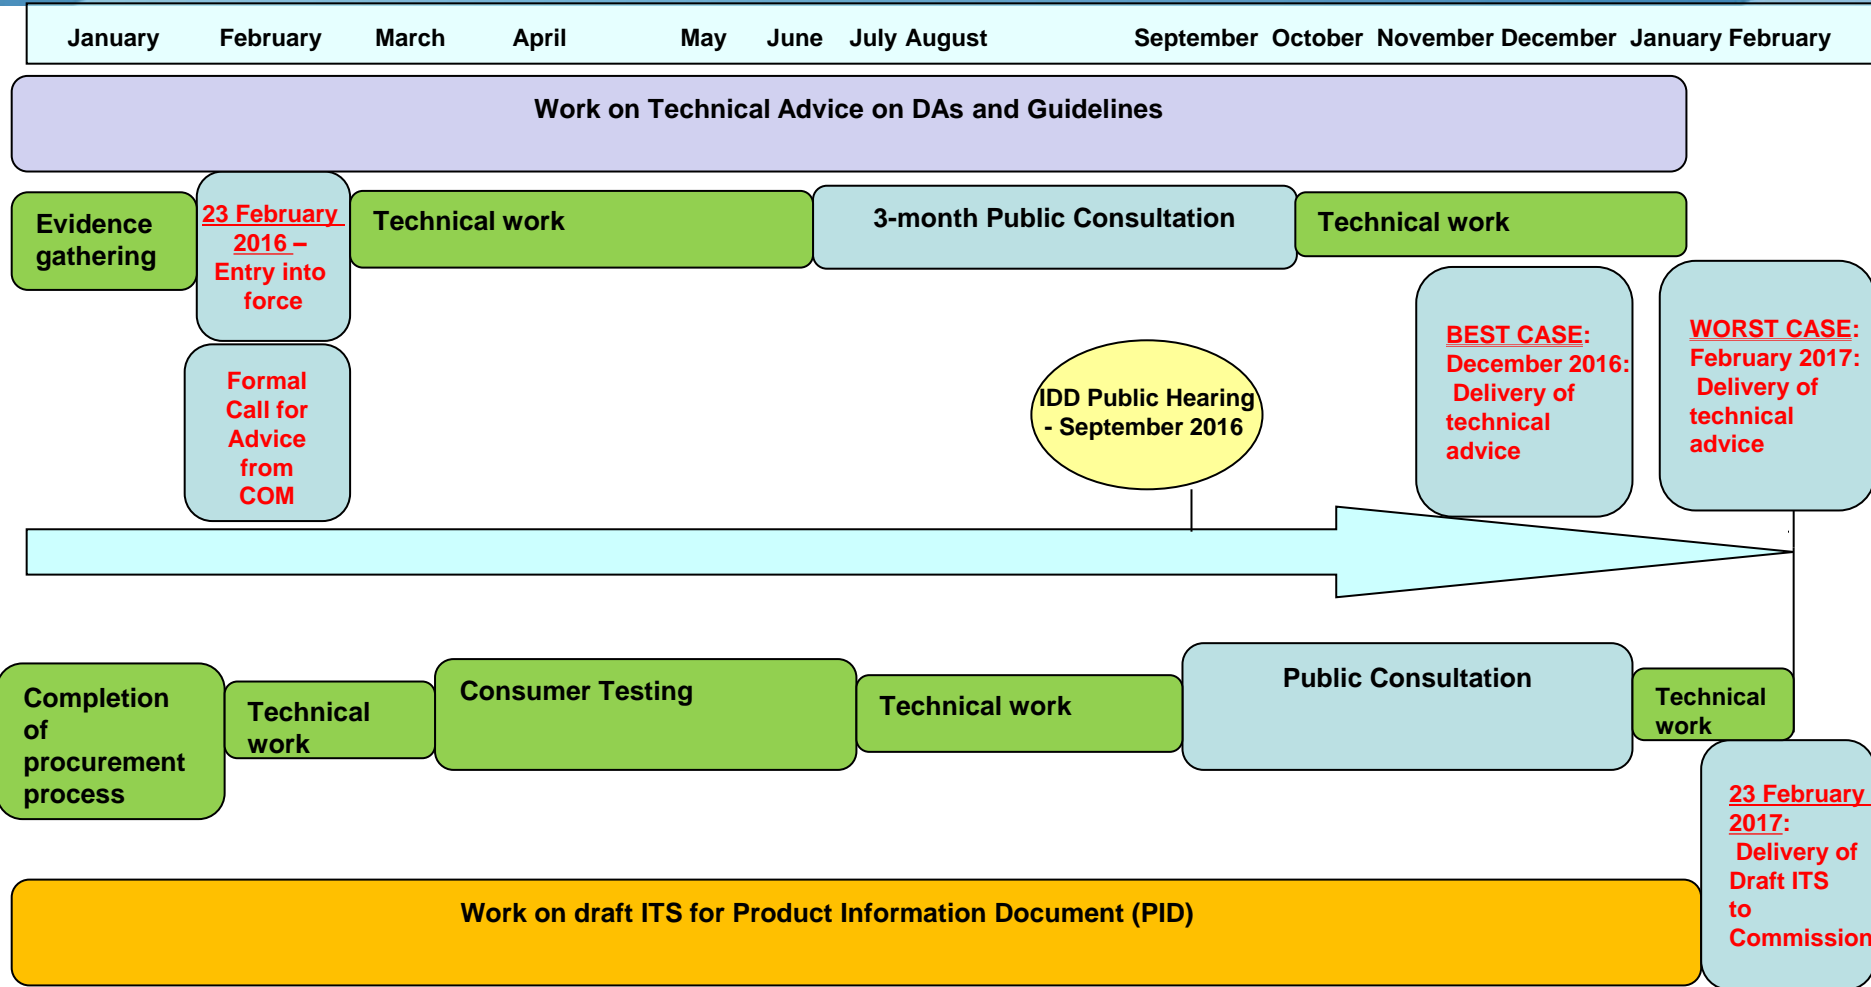 January February March April May June July August September October November December January February
Work on Technical Advice on DAs and Guidelines
Evidence
gathering
23 February
2016 –
Entry into
force
Technical work
3-month Public Consultation
Technical work
Formal
Call for
Advice
from
COM
IDD Public Hearing
- September 2016
BEST CASE:
December 2016:
Delivery of
technical
advice
WORST CASE:
February 2017:
Delivery of
technical
advice
Completion
of
procurement
process
Technical
work
Consumer Testing
Technical work
Public Consultation
Technical
work
23 February
2017:
Delivery of
Draft ITS
to
Commission
Work on draft ITS for Product Information Document (PID)